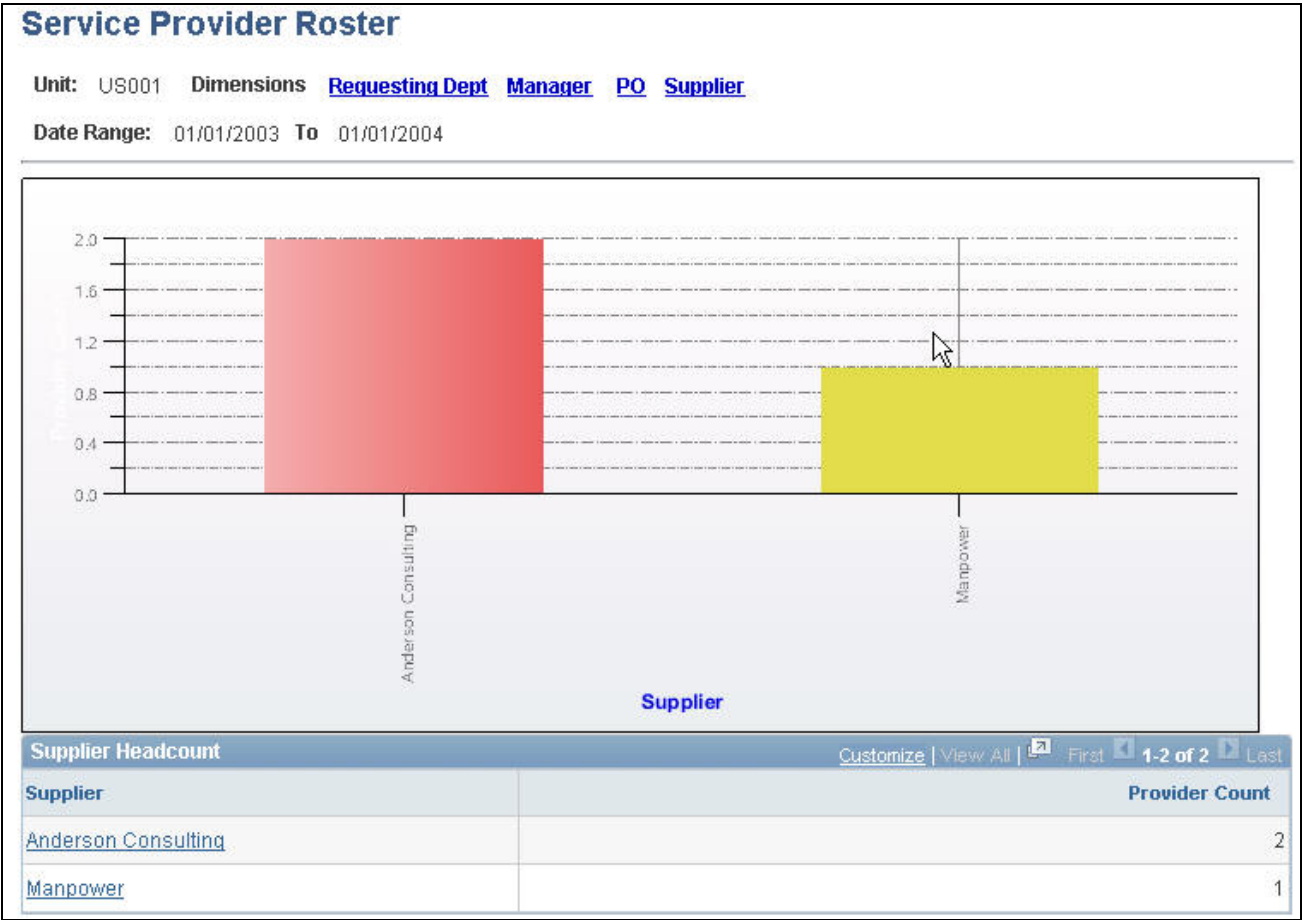 Service Provider Roster
Unit: US001 Dimensions Requesting Dept Manager PO Supplier
Date Range: 01/01/2003 To 01/01/2004
2.0
1.6
1.2
0.8
0.4
0.0
Anderson Consulting
Manpower
Supplier
Supplier Headcount Customize | View All | First 1-2 of 2 Last
Supplier Provider Count
Anderson Consulting 2
Manpower 1